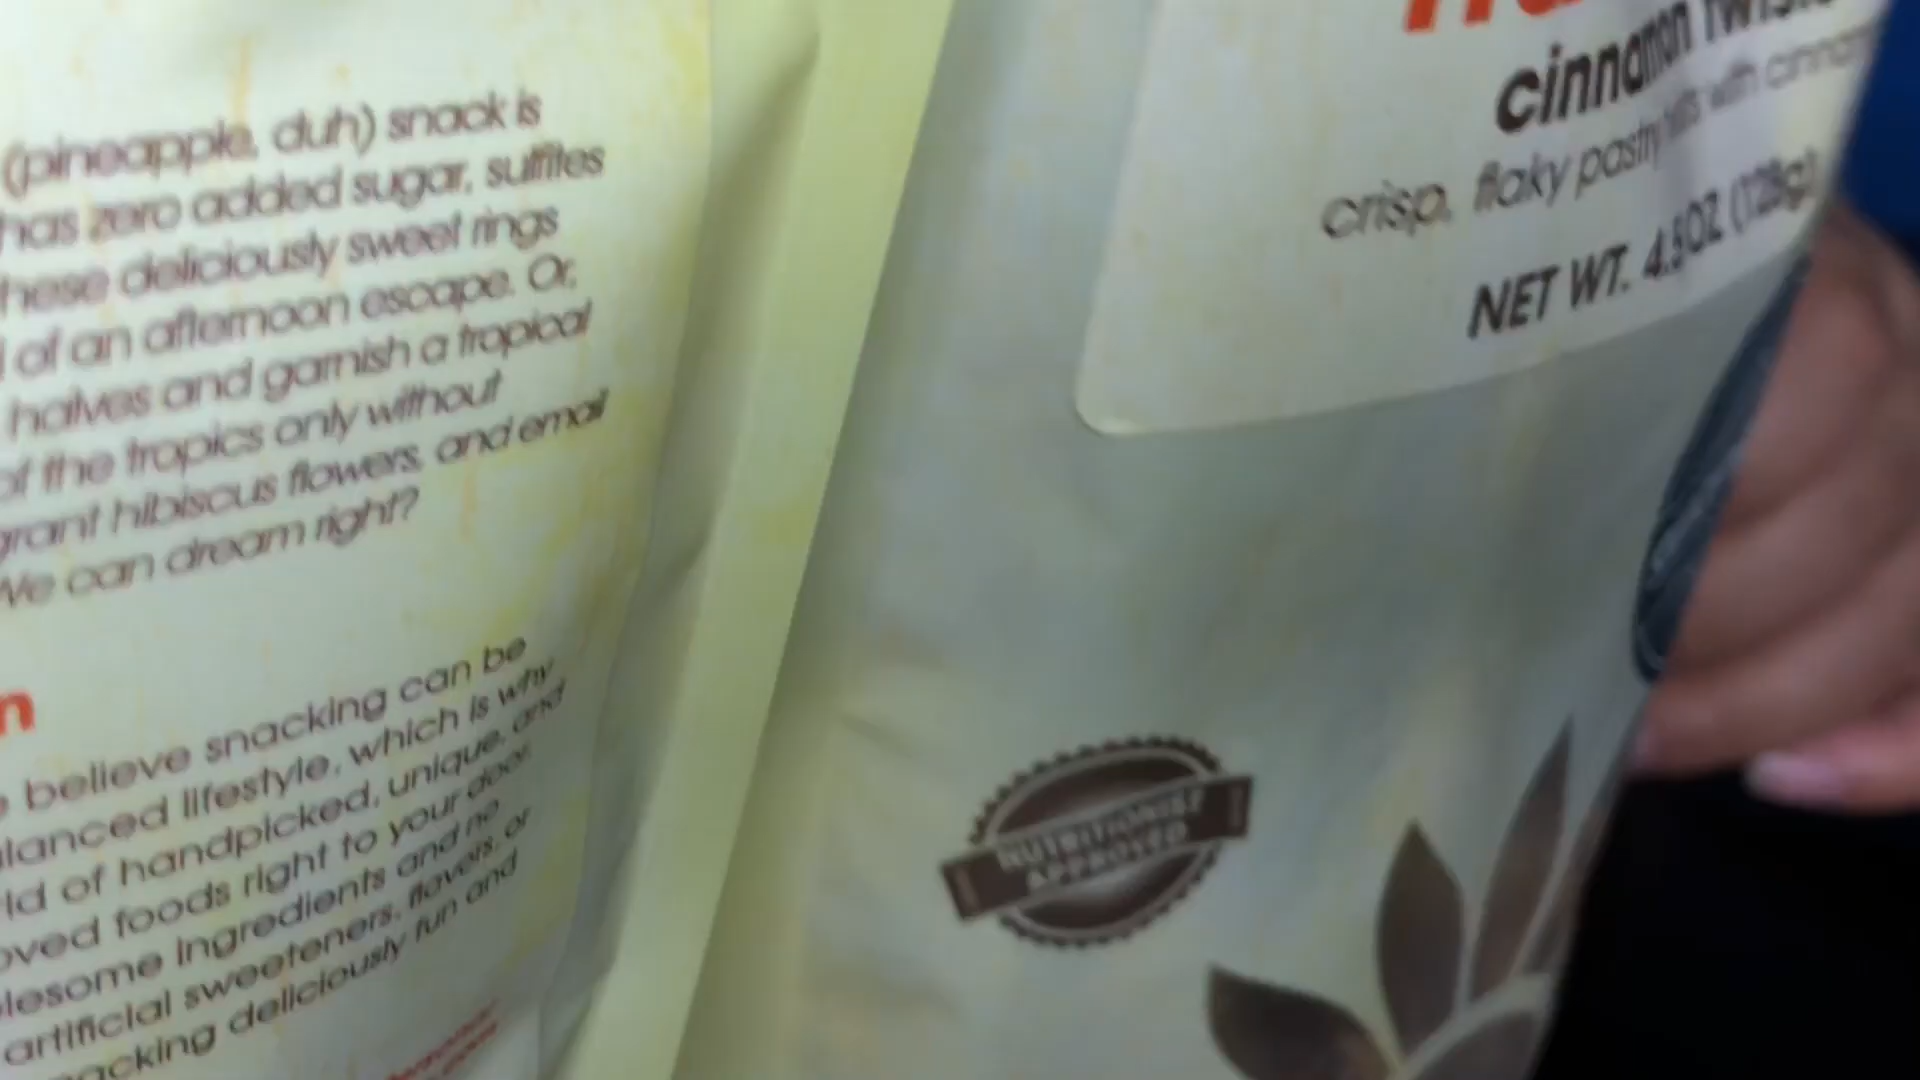 (pineapple, duh) snack is
has zero added sugar, sulfites
these deliciously sweet rings
of an afternoon escape. Or,
halves and garnish a tropical
of the tropics only without
grant hibiscus flowers, and email
We can dream right?
n
believe snacking can be
lanced lifestyle, which is why
ld of handpicked, unique, and
oved foods right to your door.
lesome ingredients and no
artificial sweeteners, flavors, or
acking deliciously fun and
cinnamon
crisp, flaky pastry with
NET WT.
NUTRITIONIST
APPROVED